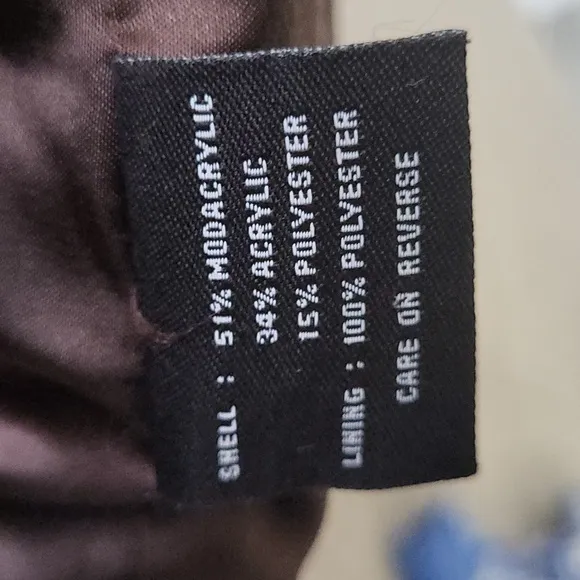 SHELL : 51% MODACRYLIC
34% ACRYLIC
15% POLYESTER
LINING : 100% POLYESTER
CARE ON REVERSE